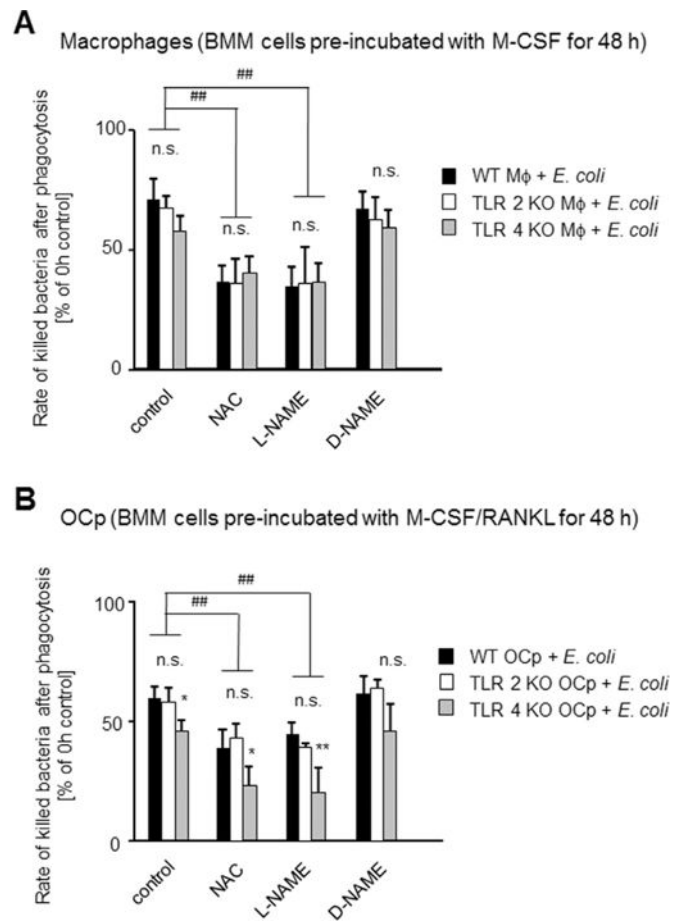 A
Macrophages (BMM cells pre-incubated with M-CSF for 48 h)
Rate of killed bacteria after phagocytosis
[% of 0h control]
100
50
0
##
##
n.s.
n.s.
n.s.
n.s.
control
NAC
L-NAME
D-NAME
WT Mϕ + E. coli
TLR 2 KO Mϕ + E. coli
TLR 4 KO Mϕ + E. coli
B
OCp (BMM cells pre-incubated with M-CSF/RANKL for 48 h)
Rate of killed bacteria after phagocytosis
[% of 0h control]
100
50
0
##
##
n.s.
*
n.s.
*
n.s.
**
n.s.
control
NAC
L-NAME
D-NAME
WT OCp + E. coli
TLR 2 KO OCp + E. coli
TLR 4 KO OCp + E. coli